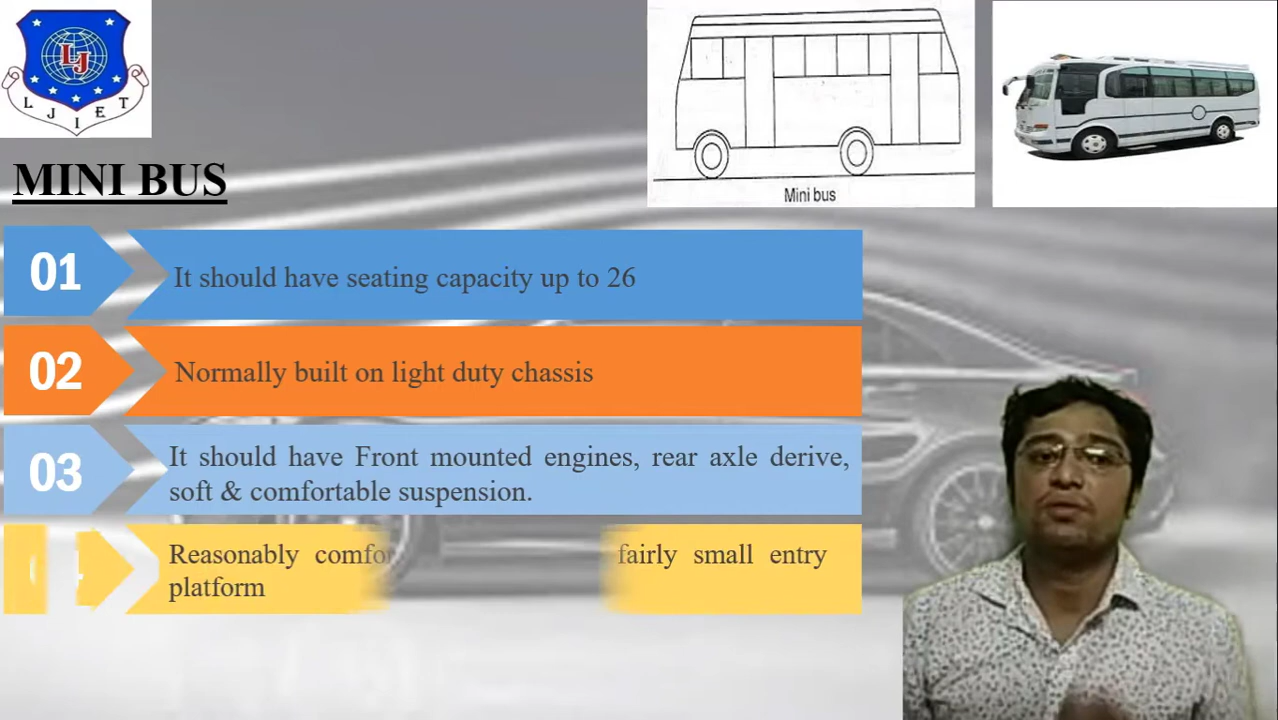 LJ
L J I E T
Mini bus
MINI BUS
01
It should have seating capacity up to 26
02
Normally built on light duty chassis
03
It should have Front mounted engines, rear axle derive,
soft & comfortable suspension.
Reasonably fairly small entry
platform